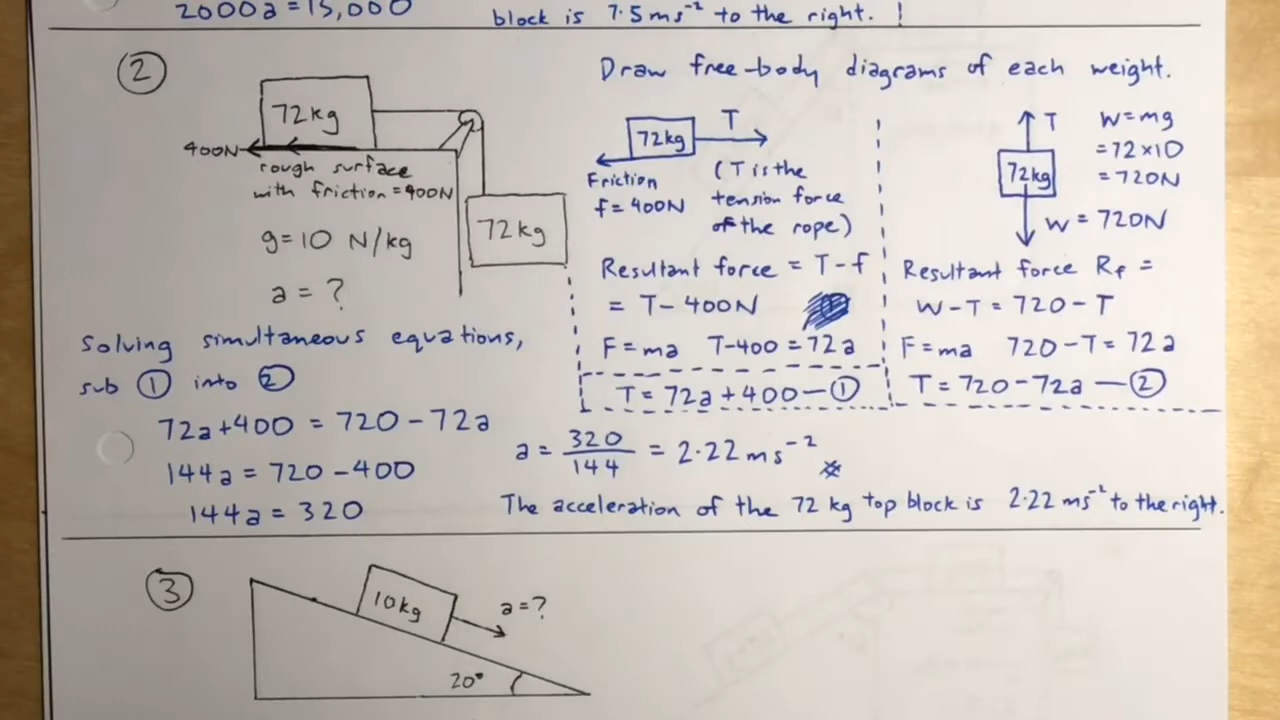 2000a = 15,000
block is 7.5 ms⁻² to the right. !
②
72kg
400N
rough surface
with friction = 400N
g = 10 N/kg
a = ?
72kg
Draw free-body diagrams of each weight.
72kg
T
Friction
f = 400N
(T is the
tension force
of the rope)
Resultant force = T - f
= T - 400N
F = ma T - 400 = 72a
T = 72a + 400 — ①
T
72kg
W = 720N
W = mg
= 72 × 10
= 720N
Resultant force Rf =
W - T = 720 - T
F = ma 720 - T = 72a
T = 720 - 72a — ②
Solving simultaneous equations,
sub ① into ②
72a + 400 = 720 - 72a
144a = 720 - 400
144a = 320
a = 320/144 = 2.22 ms⁻²
The acceleration of the 72 kg top block is 2.22 ms⁻² to the right.
③
10kg
a = ?
20°